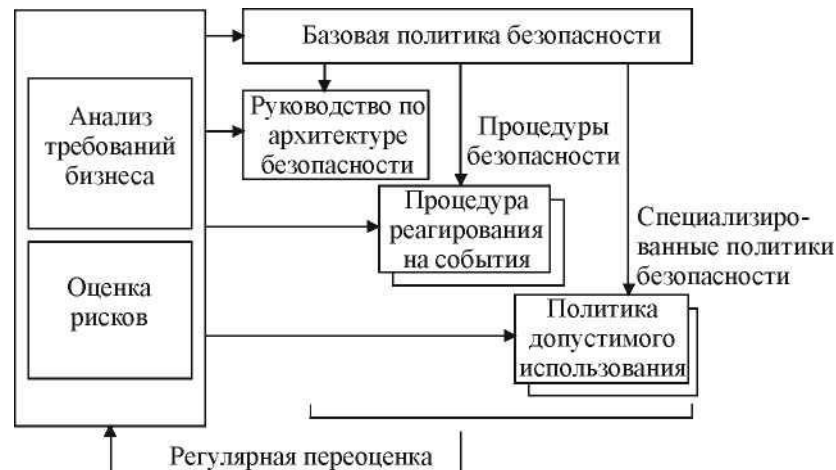 Базовая политика безопасности
Анализ
требований
бизнеса
Руководство по
архитектуре
безопасности
Процедуры
безопасности
Процедура
реагирования
на события
Специализиро-
ванные политики
безопасности
Оценка
рисков
Политика
допустимого
использования
Регулярная переоценка